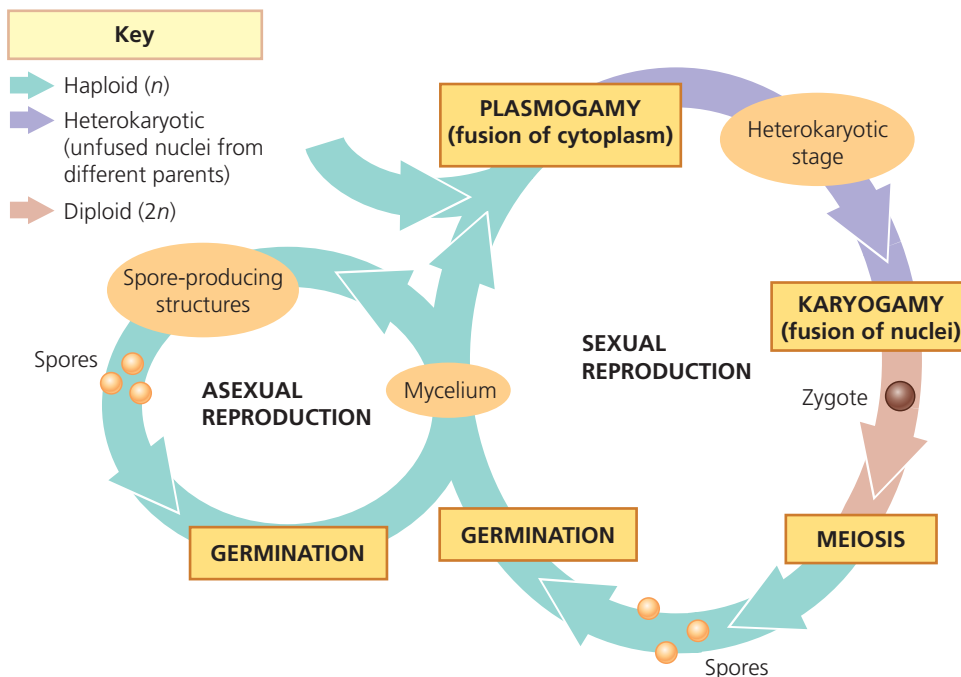 Key
Haploid (n)
Heterokaryotic
(unfused nuclei from
different parents)
Diploid (2n)
PLASMOGAMY
(fusion of cytoplasm)
Heterokaryotic
stage
Spore-producing
structures
KARYOGAMY
(fusion of nuclei)
Spores
ASEXUAL
REPRODUCTION
Mycelium
SEXUAL
REPRODUCTION
Zygote
GERMINATION
GERMINATION
MEIOSIS
Spores